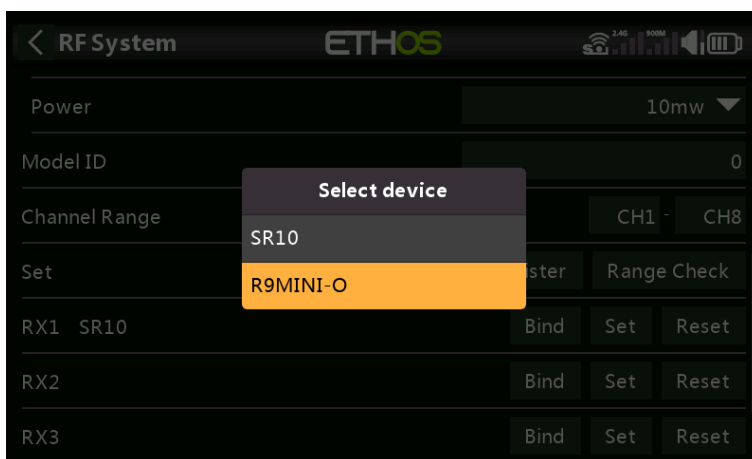 RF System ETHOS 2.4G 900M
Power 10mw
Model ID 0
Select device
Channel Range CH1 - CH8
SR10
Set ister Range Check
R9MINI-O
RX1 SR10 Bind Set Reset
RX2 Bind Set Reset
RX3 Bind Set Reset